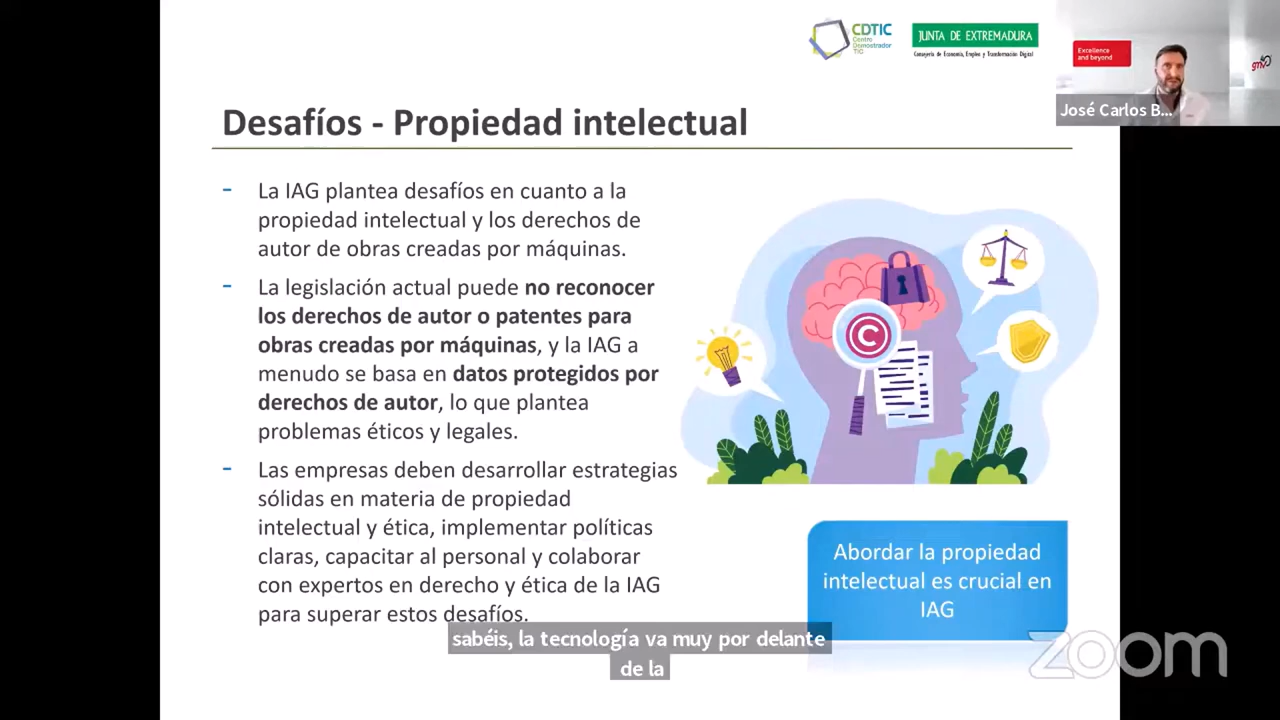 CDTIC
Centro
Demostrador
TIC
JUNTA DE EXTREMADURA
Consejería de Economía, Empleo y Transformación Digital
Excellence
and beyond
gmv
José Carlos B...
Desafíos - Propiedad intelectual
- La IAG plantea desafíos en cuanto a la
propiedad intelectual y los derechos de
autor de obras creadas por máquinas.
- La legislación actual puede no reconocer
los derechos de autor o patentes para
obras creadas por máquinas, y la IAG a
menudo se basa en datos protegidos por
derechos de autor, lo que plantea
problemas éticos y legales.
- Las empresas deben desarrollar estrategias
sólidas en materia de propiedad
intelectual y ética, implementar políticas
claras, capacitar al personal y colaborar
con expertos en derecho y ética de la IAG
para superar estos desafíos.
C
Abordar la propiedad
intelectual es crucial en
IAG
sabéis, la tecnología va muy por delante
de la
zoom